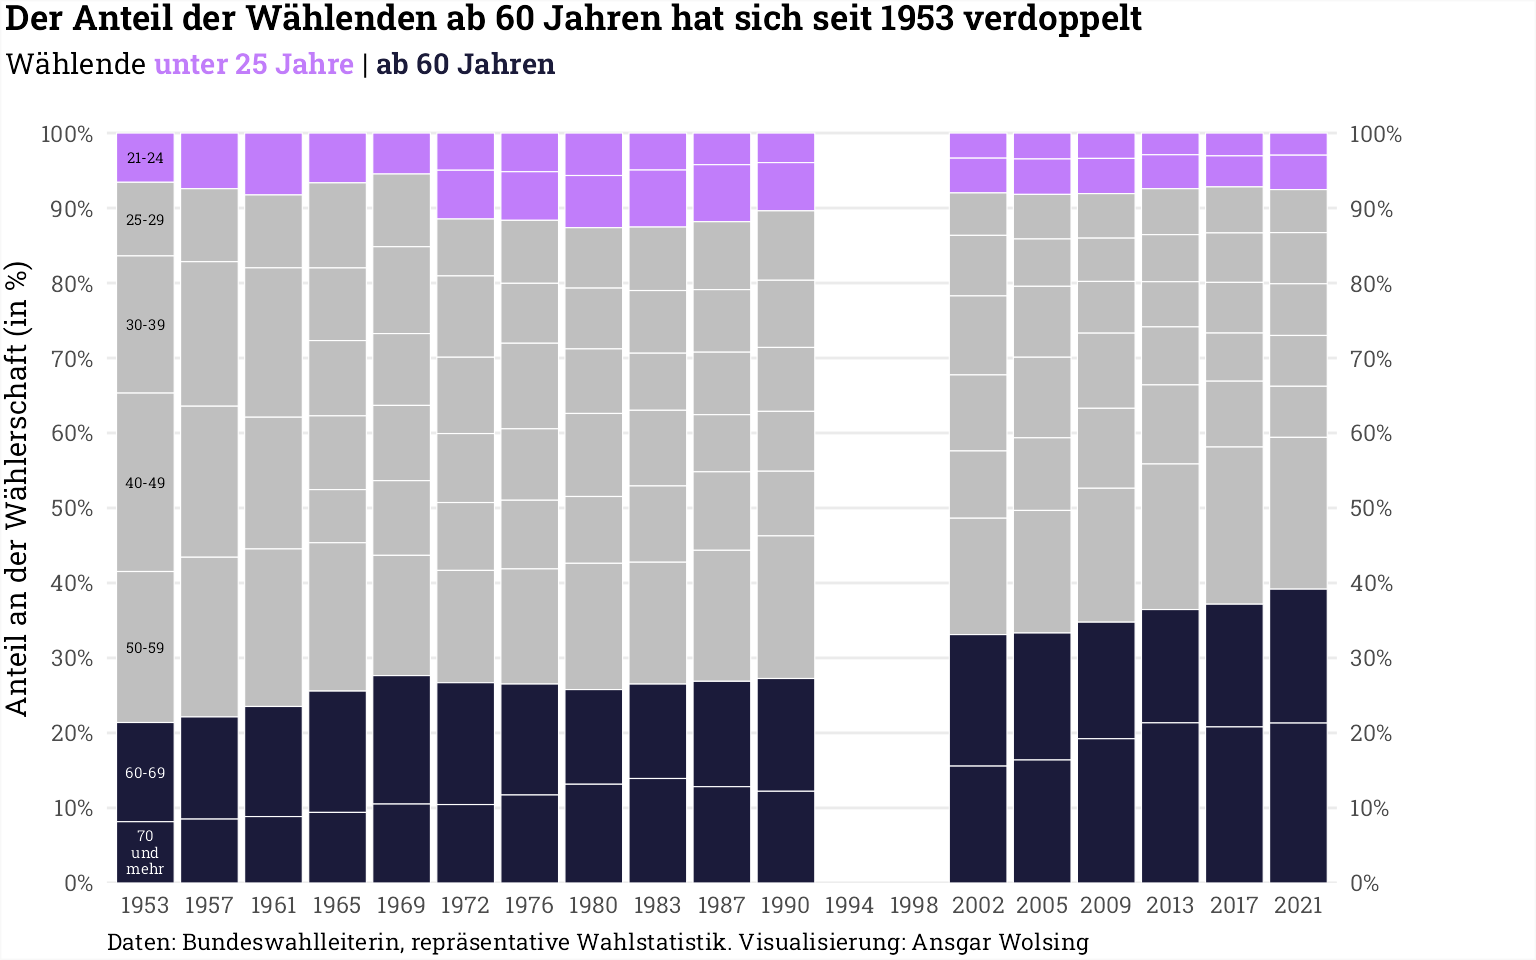 Der Anteil der Wählenden ab 60 Jahren hat sich seit 1953 verdoppelt
Wählende unter 25 Jahre | ab 60 Jahren
Anteil an der Wählerschaft (in %)
100% 100%
90% 90%
80% 80%
70% 70%
60% 60%
50% 50%
40% 40%
30% 30%
20% 20%
10% 10%
0% 0%
21-24
25-29
30-39
40-49
50-59
60-69
70
und
mehr
1953 1957 1961 1965 1969 1972 1976 1980 1983 1987 1990 1994 1998 2002 2005 2009 2013 2017 2021
Daten: Bundeswahlleiterin, repräsentative Wahlstatistik. Visualisierung: Ansgar Wolsing